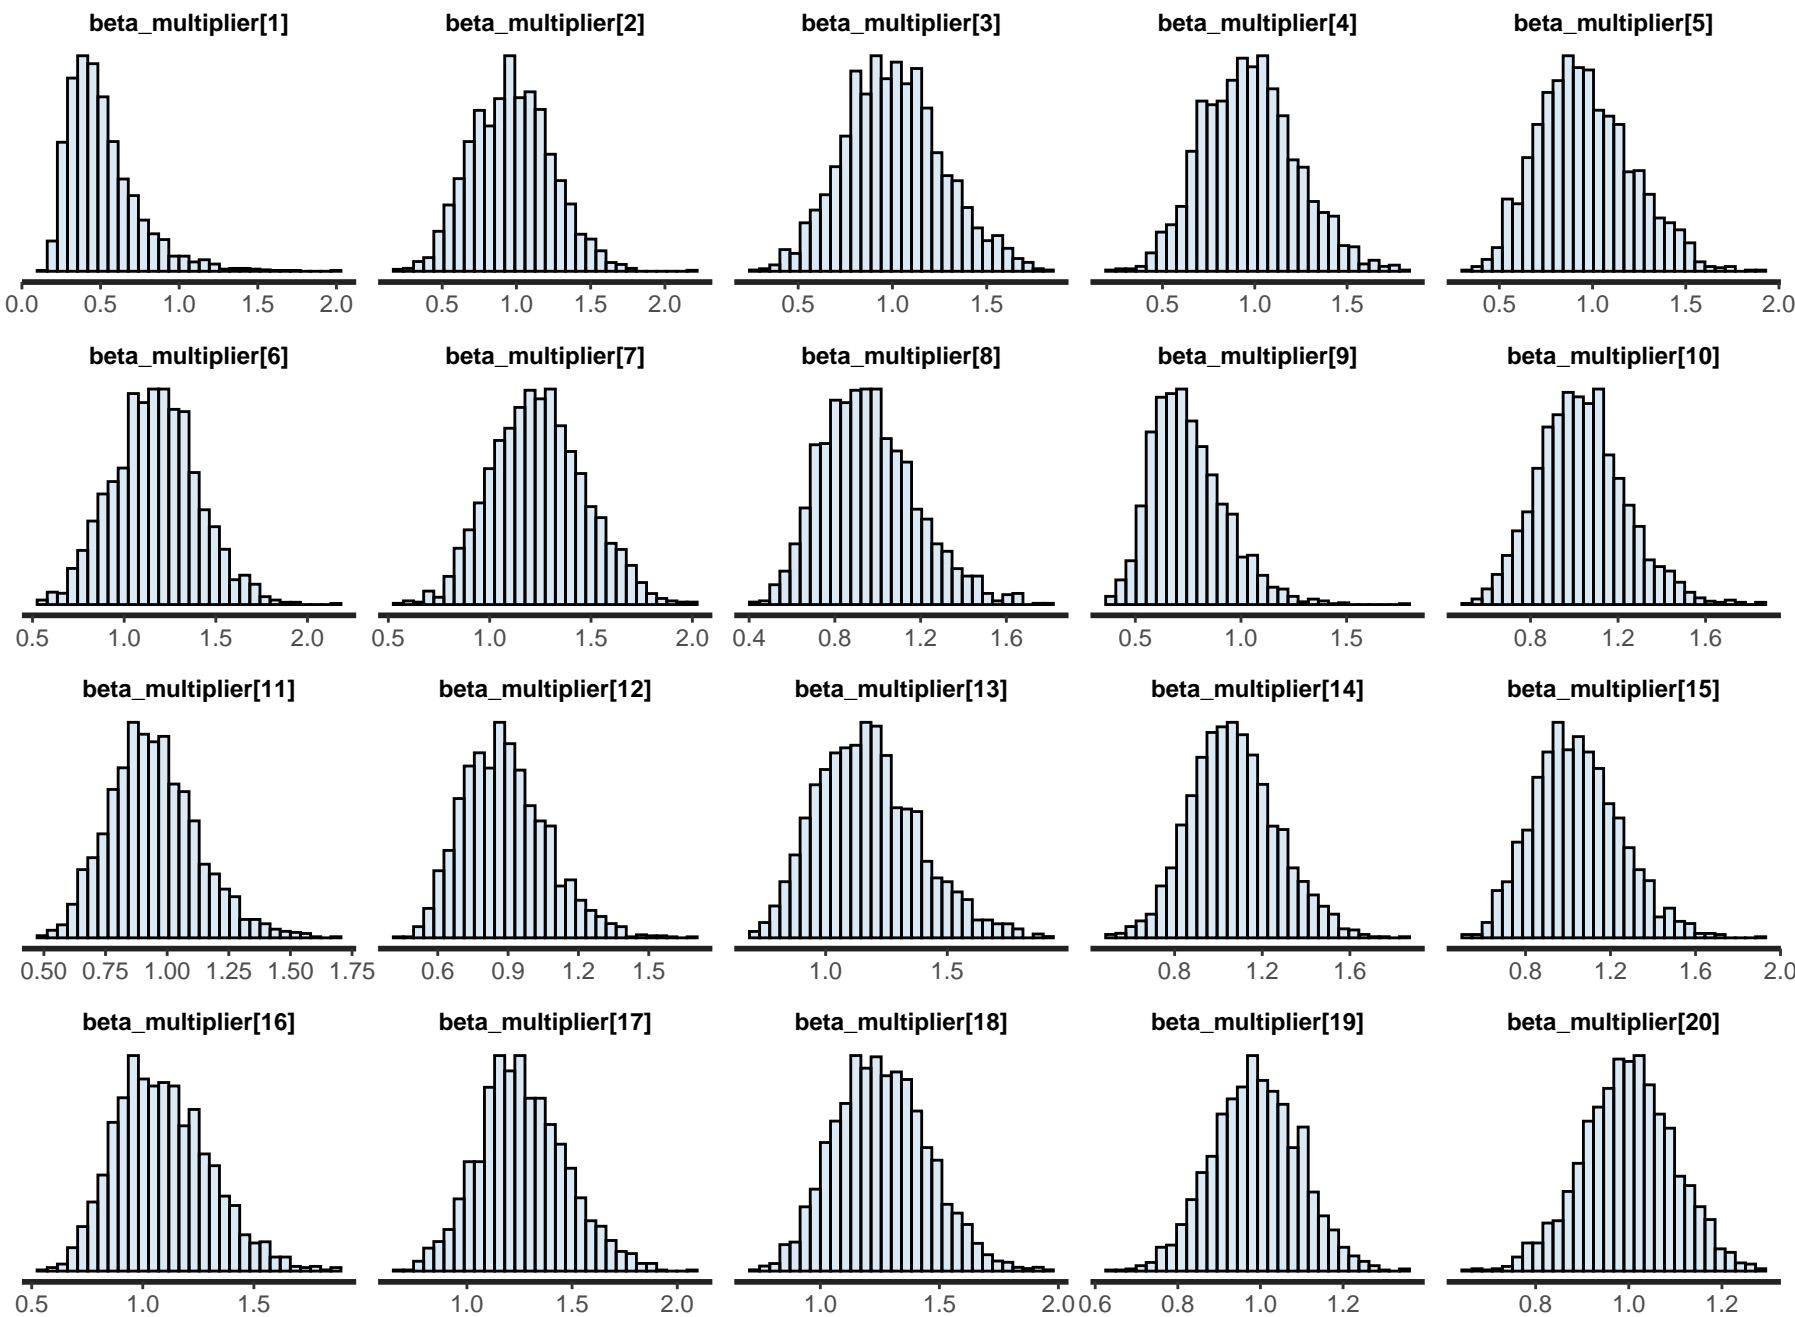 beta_multiplier[1] beta_multiplier[2] beta_multiplier[3] beta_multiplier[4] beta_multiplier[5]
0.0 0.5 1.0 1.5 2.0 0.5 1.0 1.5 2.0 0.5 1.0 1.5 0.5 1.0 1.5 0.5 1.0 1.5 2.0
beta_multiplier[6] beta_multiplier[7] beta_multiplier[8] beta_multiplier[9] beta_multiplier[10]
0.5 1.0 1.5 2.0 0.5 1.0 1.5 2.0 0.4 0.8 1.2 1.6 0.5 1.0 1.5 0.8 1.2 1.6
beta_multiplier[11] beta_multiplier[12] beta_multiplier[13] beta_multiplier[14] beta_multiplier[15]
0.50 0.75 1.00 1.25 1.50 1.75 0.6 0.9 1.2 1.5 1.0 1.5 0.8 1.2 1.6 0.8 1.2 1.6 2.0
beta_multiplier[16] beta_multiplier[17] beta_multiplier[18] beta_multiplier[19] beta_multiplier[20]
0.5 1.0 1.5 1.0 1.5 2.0 1.0 1.5 2.0 0.6 0.8 1.0 1.2 0.8 1.0 1.2